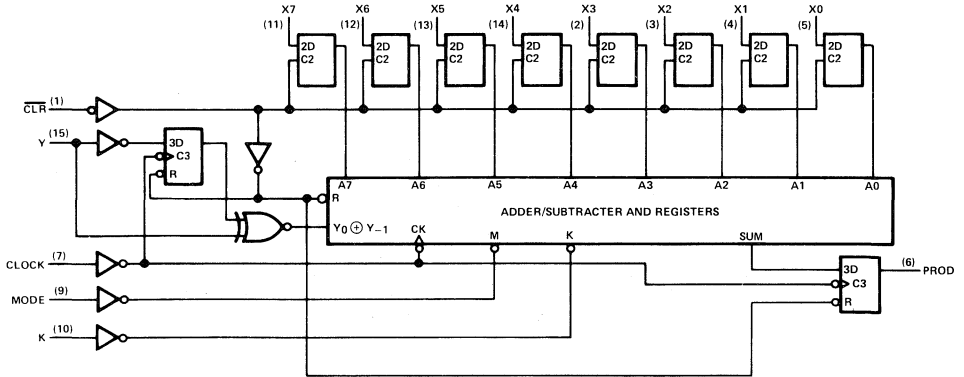 X7 X6 X5 X4 X3 X2 X1 X0
(11) (12) (13) (14) (2) (3) (4) (5)
2D 2D 2D 2D 2D 2D 2D 2D
C2 C2 C2 C2 C2 C2 C2 C2
CLR (1)
Y (15)
3D
C3
R
A7 A6 A5 A4 A3 A2 A1 A0
R
ADDER/SUBTRACTER AND REGISTERS
Y0 ⊕ Y−1
CK M K SUM
CLOCK (7)
3D
C3
R
(6) PROD
MODE (9)
K (10)